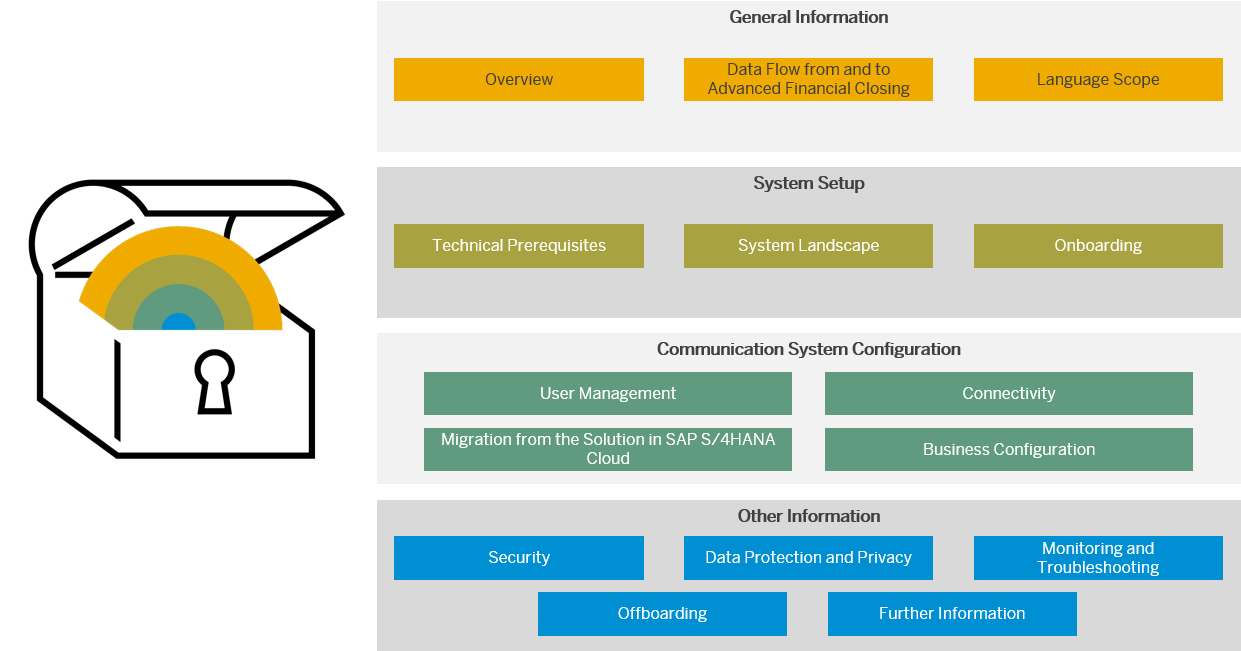 General Information
Overview
Data Flow from and to
Advanced Financial Closing
Language Scope
System Setup
Technical Prerequisites
System Landscape
Onboarding
Communication System Configuration
User Management
Connectivity
Migration from the Solution in SAP S/4HANA
Cloud
Business Configuration
Other Information
Security
Data Protection and Privacy
Monitoring and
Troubleshooting
Offboarding
Further Information